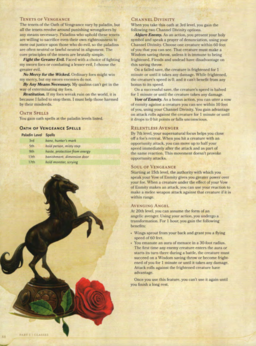 TENETS OF VENGEANCE
The tenets of the Oath of Vengeance vary by paladin, but
all the tenets revolve around punishing wrongdoers by
any means necessary. Paladins who uphold these tenets
are willing to sacrifice even their own righteousness to
mete out justice upon those who do evil, so the paladins
are often neutral or lawful neutral in alignment. The
core principles of the tenets are brutally simple.
Fight the Greater Evil. Faced with a choice of fighting
my sworn foes or combating a lesser evil, I choose the
greater evil.
No Mercy for the Wicked. Ordinary foes might win
my mercy, but my sworn enemies do not.
By Any Means Necessary. My qualms can't get in the
way of exterminating my foes.
Restitution. If my foes wreak ruin on the world, it is
because I failed to stop them. I must help those harmed
by their misdeeds.
OATH SPELLS
You gain oath spells at the paladin levels listed.
OATH OF VENGEANCE SPELLS
Paladin Level Spells
3rd bane, hunter's mark
5th hold person, misty step
9th haste, protection from energy
13th banishment, dimension door
17th hold monster, scrying
CHANNEL DIVINITY
When you take this oath at 3rd level, you gain the
following two Channel Divinity options.
Abjure Enemy. As an action, you present your holy
symbol and speak a prayer of denunciation, using your
Channel Divinity. Choose one creature within 60 feet
of you that you can see. That creature must make a
Wisdom saving throw, unless it is immune to being
frightened. Fiends and undead have disadvantage on
this saving throw.
On a failed save, the creature is frightened for 1
minute or until it takes any damage. While frightened,
the creature's speed is 0, and it can't benefit from any
bonus to its speed.
On a successful save, the creature's speed is halved
for 1 minute or until the creature takes any damage.
Vow of Enmity. As a bonus action, you can utter a vow
of enmity against a creature you can see within 10 feet
of you, using your Channel Divinity. You gain advantage
on attack rolls against the creature for 1 minute or until
it drops to 0 hit points or falls unconscious.
RELENTLESS AVENGER
By 7th level, your supernatural focus helps you close
off a foe's retreat. When you hit a creature with an
opportunity attack, you can move up to half your
speed immediately after the attack and as part of
the same reaction. This movement doesn't provoke
opportunity attacks.
SOUL OF VENGEANCE
Starting at 15th level, the authority with which you
speak your Vow of Enmity gives you greater power over
your foe. When a creature under the effect of your Vow
of Enmity makes an attack, you can use your reaction to
make a melee weapon attack against that creature if it is
within range.
AVENGING ANGEL
At 20th level, you can assume the form of an
angelic avenger. Using your action, you undergo a
transformation. For 1 hour, you gain the following
benefits:
• Wings sprout from your back and grant you a flying
speed of 60 feet.
• You emanate an aura of menace in a 30-foot radius.
The first time any enemy creature enters the aura or
starts its turn there during a battle, the creature must
succeed on a Wisdom saving throw or become fright-
ened of you for 1 minute or until it takes any damage.
Attack rolls against the frightened creature have
advantage.
Once you use this feature, you can't use it again until
you finish a long rest.